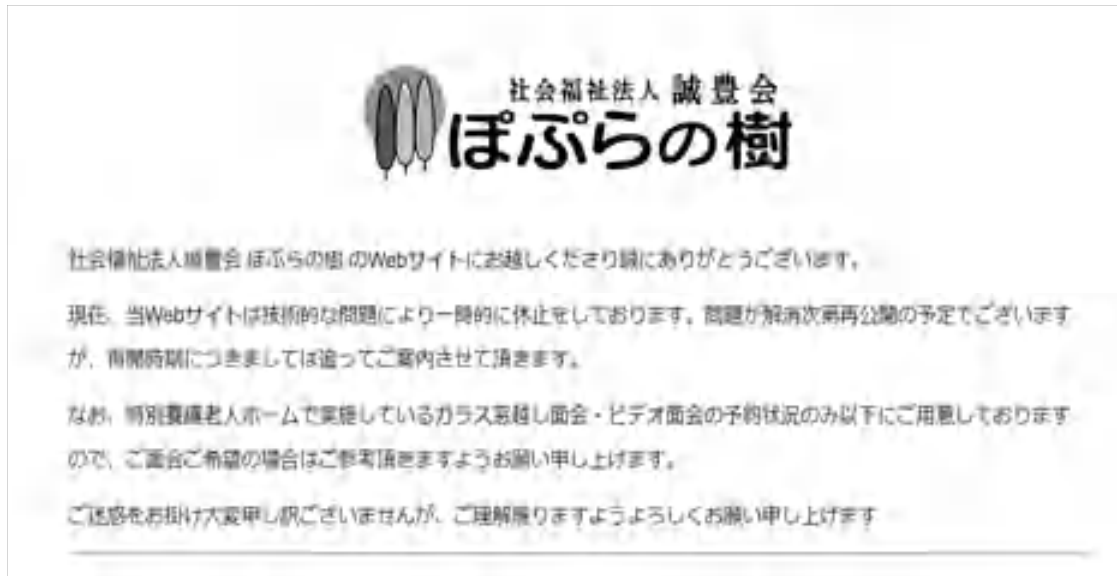 社会福祉法人 誠豊会
ぽぷらの樹
社会福祉法人誠豊会 ぽぷらの樹 のWebサイトにお越しくださり誠にありがとうございます。
現在、当Webサイトは技術的な問題により一時的に休止をしております。問題が解消次第再公開の予定でございます
が、再開時期につきましては追ってご案内させて頂きます。
なお、特別養護老人ホームで実施しているガラス窓越し面会・ビデオ面会の予約状況のみ以下にご用意しております
ので、ご面会ご希望の場合はご参考頂きますようお願い申し上げます。
ご迷惑をお掛け大変申し訳ございませんが、ご理解賜りますようよろしくお願い申し上げます